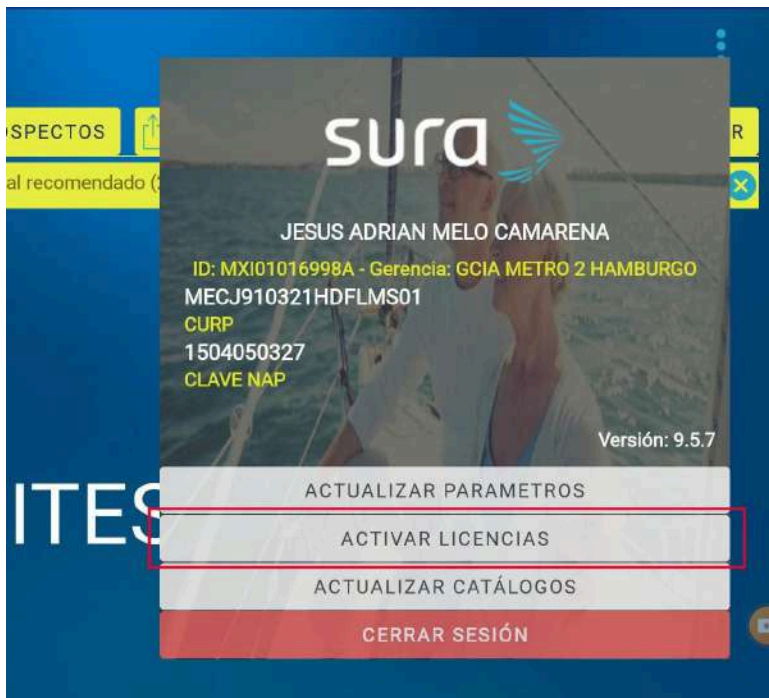 OSPECTOS
R
al recomendado (
sura
JESUS ADRIAN MELO CAMARENA
ID: MXI01016998A - Gerencia: GCIA METRO 2 HAMBURGO
MECJ910321HDFLMS01
CURP
1504050327
CLAVE NAP
Versión: 9.5.7
ITES
ACTUALIZAR PARAMETROS
ACTIVAR LICENCIAS
ACTUALIZAR CATÁLOGOS
CERRAR SESIÓN